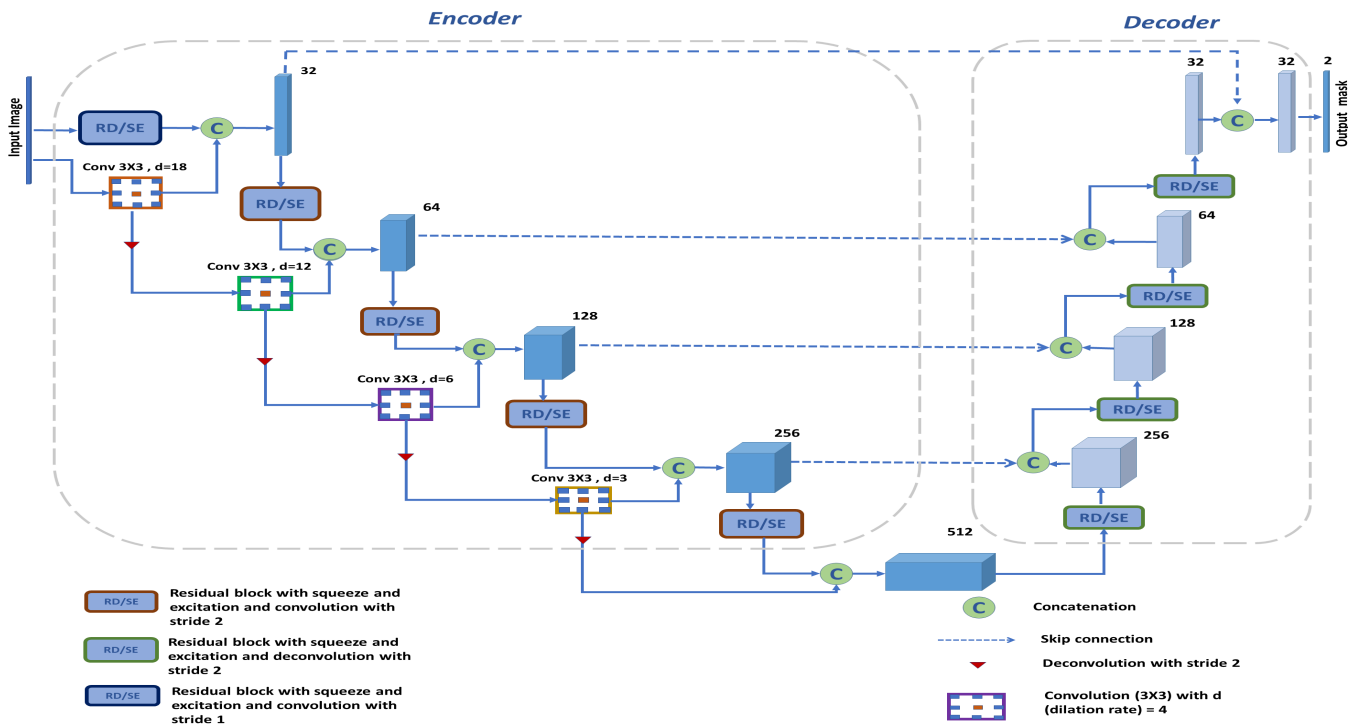 Encoder
Decoder
32
32
32
2
Input Image
RD/SE
C
C
Output mask
Conv 3X3 , d=18
RD/SE
RD/SE
64
64
C
C
Conv 3X3 , d=12
RD/SE
RD/SE
128
128
C
C
Conv 3X3 , d=6
RD/SE
RD/SE
256
256
C
C
Conv 3X3 , d=3
RD/SE
RD/SE
512
C
RD/SE
Residual block with squeeze and
excitation and convolution with
stride 2
RD/SE
Residual block with squeeze and
excitation and deconvolution with
stride 2
RD/SE
Residual block with squeeze and
excitation and convolution with
stride 1
C
Concatenation
Skip connection
Deconvolution with stride 2
Convolution (3X3) with d
(dilation rate) = 4